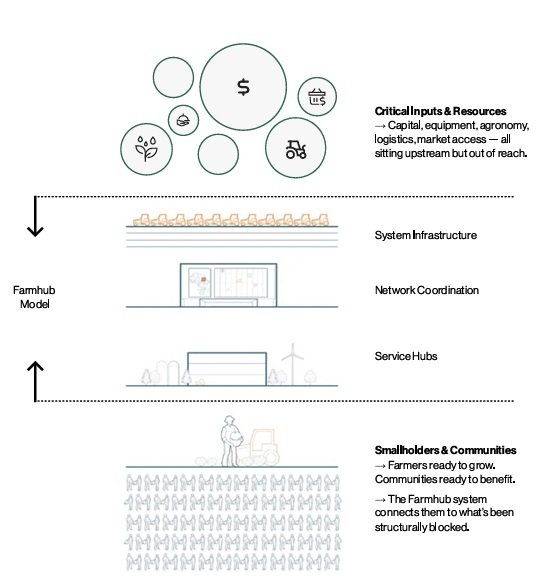 $
$
Critical Inputs & Resources
→ Capital, equipment, agronomy,
logistics, market access — all
sitting upstream but out of reach.
System Infrastructure
Farmhub
Model
Network Coordination
Service Hubs
Smallholders & Communities
→ Farmers ready to grow.
Communities ready to benefit.
→ The Farmhub system
connects them to what's been
structurally blocked.